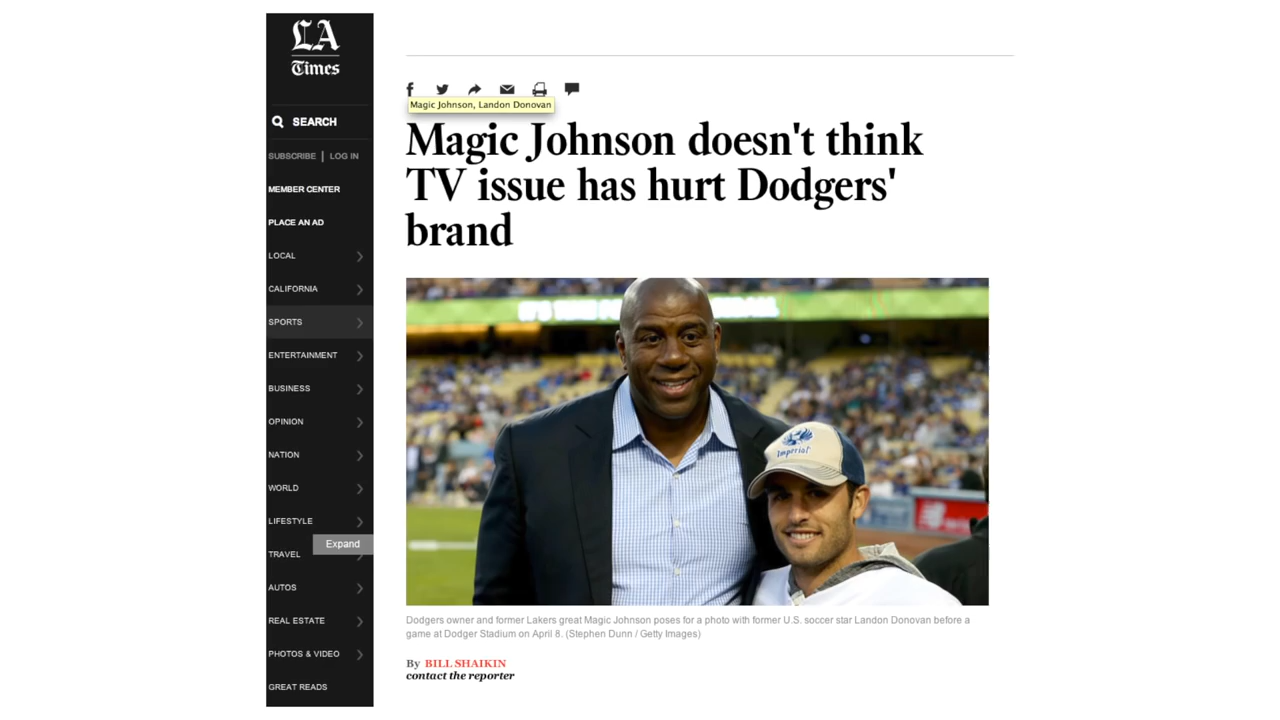 LA
Times
SEARCH
SUBSCRIBE | LOG IN
MEMBER CENTER
PLACE AN AD
LOCAL
CALIFORNIA
SPORTS
ENTERTAINMENT
BUSINESS
OPINION
NATION
WORLD
LIFESTYLE
Expand
TRAVEL
AUTOS
REAL ESTATE
PHOTOS & VIDEO
GREAT READS
Magic Johnson, Landon Donovan
Magic Johnson doesn't think
TV issue has hurt Dodgers'
brand
Imperial
Dodgers owner and former Lakers great Magic Johnson poses for a photo with former U.S. soccer star Landon Donovan before a
game at Dodger Stadium on April 8. (Stephen Dunn / Getty Images)
By BILL SHAIKIN
contact the reporter